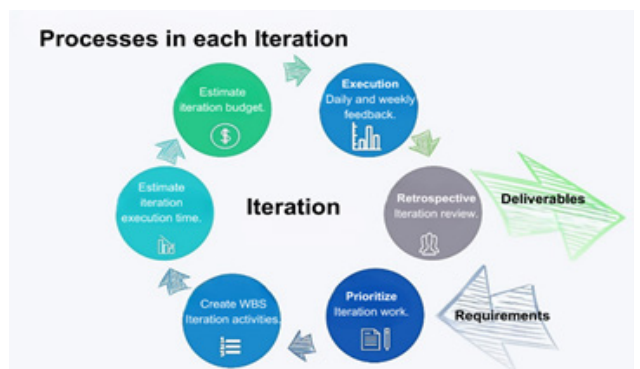 Processes in each Iteration
Estimate
iteration budget.
$
Execution
Daily and weekly
feedback.
Retrospective
Iteration review.
Deliverables
Estimate
iteration
execution time.
Iteration
Create WBS
Iteration activities.
Prioritize
Iteration work.
Requirements